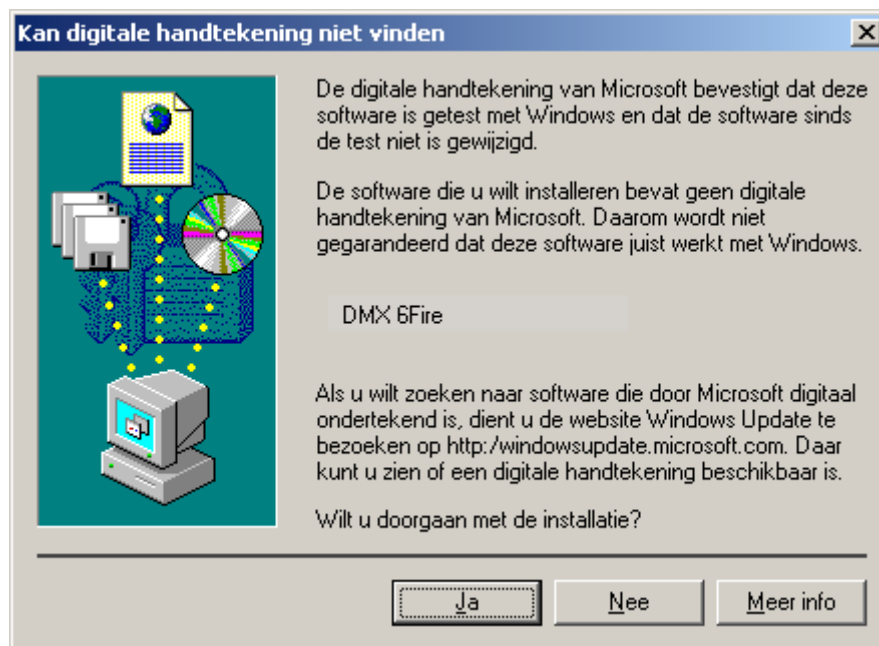 Kan digitale handtekening niet vinden
De digitale handtekening van Microsoft bevestigt dat deze
software is getest met Windows en dat de software sinds
de test niet is gewijzigd.
De software die u wilt installeren bevat geen digitale
handtekening van Microsoft. Daarom wordt niet
gegarandeerd dat deze software juist werkt met Windows.
DMX 6Fire
Als u wilt zoeken naar software die door Microsoft digitaal
ondertekend is, dient u de website Windows Update te
bezoeken op http:/windowsupdate.microsoft.com. Daar
kunt u zien of een digitale handtekening beschikbaar is.
Wilt u doorgaan met de installatie?
Ja Nee Meer info